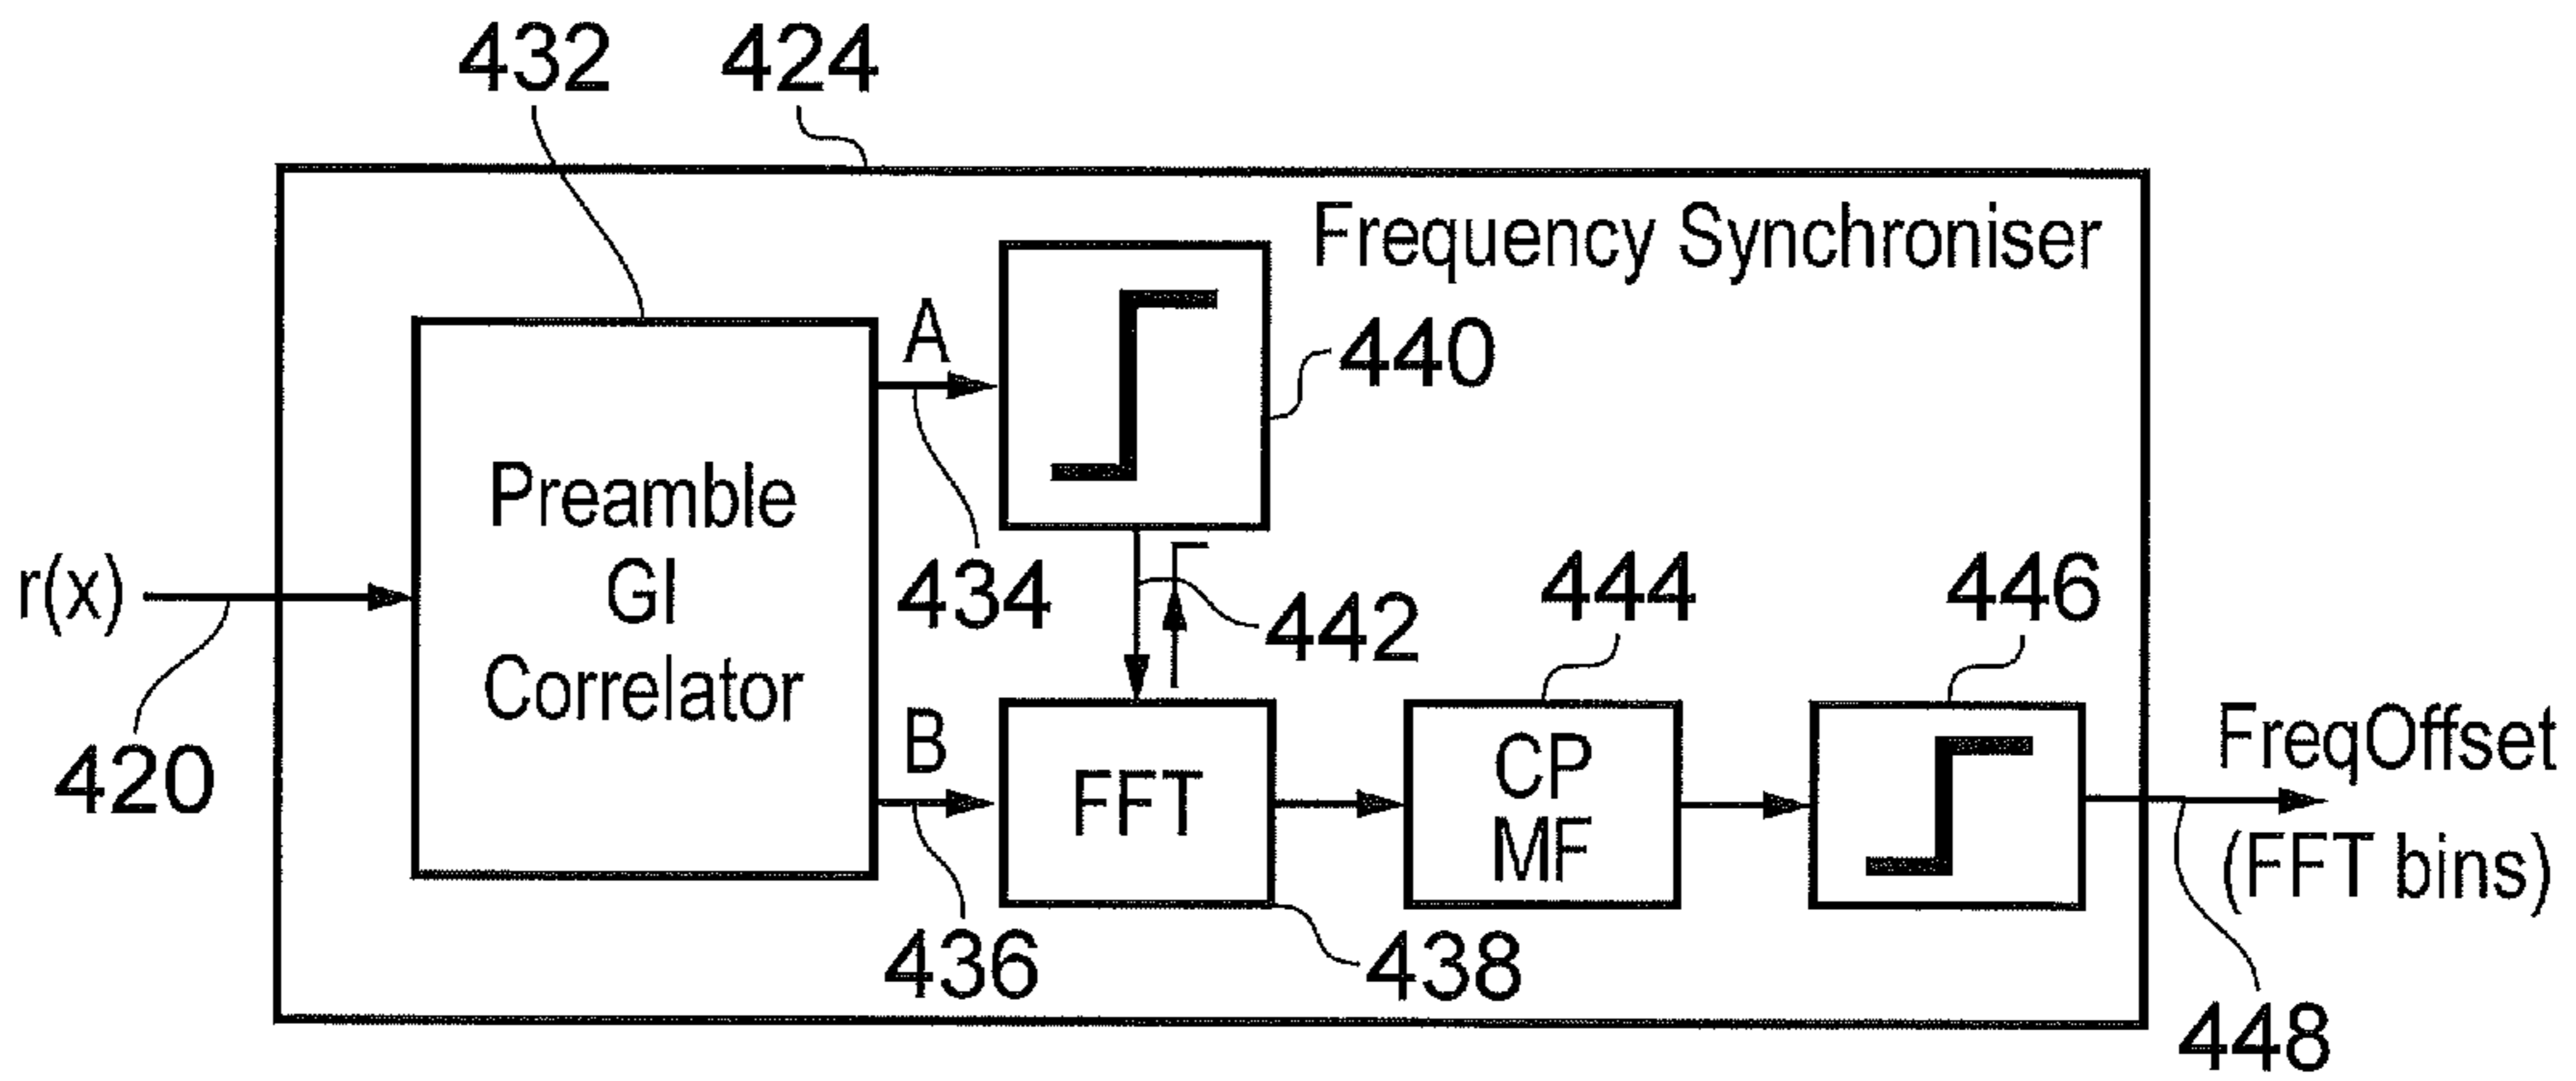 432
424
Frequency Synchroniser
A
440
Preamble
GI
Correlator
r(x)
420
434
442
444
446
B
FFT
CP
MF
FreqOffset
(FFT bins)
436
438
448